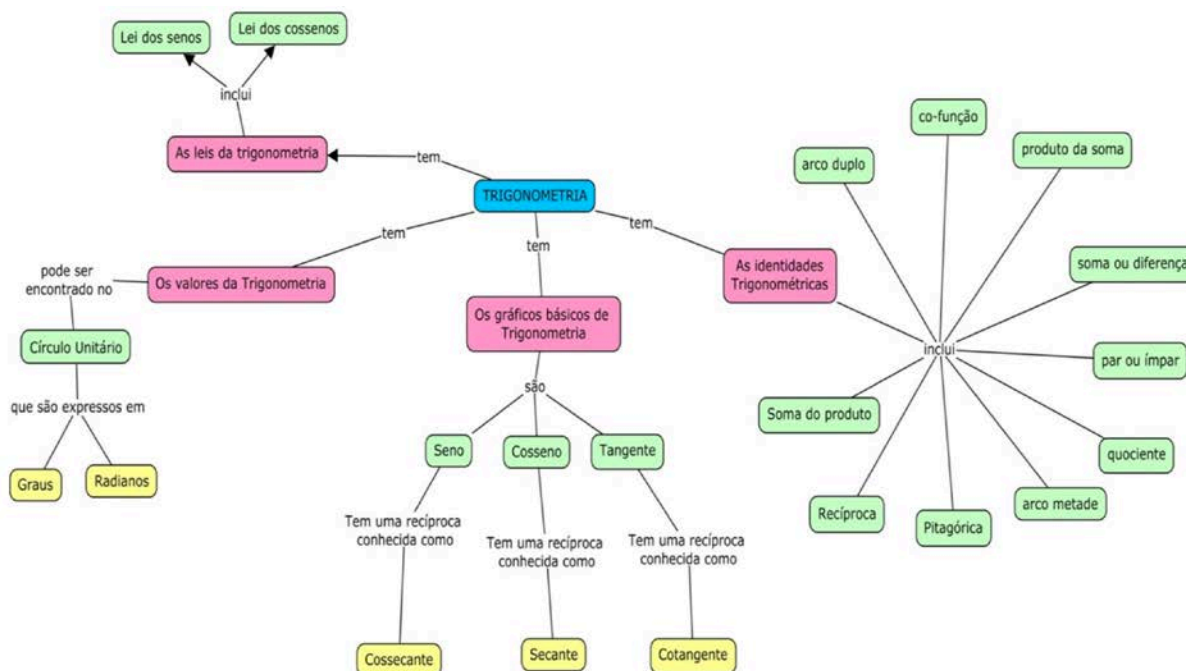 Lei dos senos
Lei dos cossenos
inclui
As leis da trigonometria
tem
TRIGONOMETRIA
tem
tem
tem
pode ser
encontrado no
Os valores da Trigonometria
Círculo Unitário
que são expressos em
Graus
Radianos
Os gráficos básicos de
Trigonometria
são
Seno
Cosseno
Tangente
Tem uma recíproca
conhecida como
Tem uma recíproca
conhecida como
Tem uma recíproca
conhecida como
Cossecante
Secante
Cotangente
As identidades
Trigonométricas
inclui
arco duplo
co-função
produto da soma
soma ou diferença
par ou ímpar
quociente
arco metade
Pitagórica
Recíproca
Soma do produto